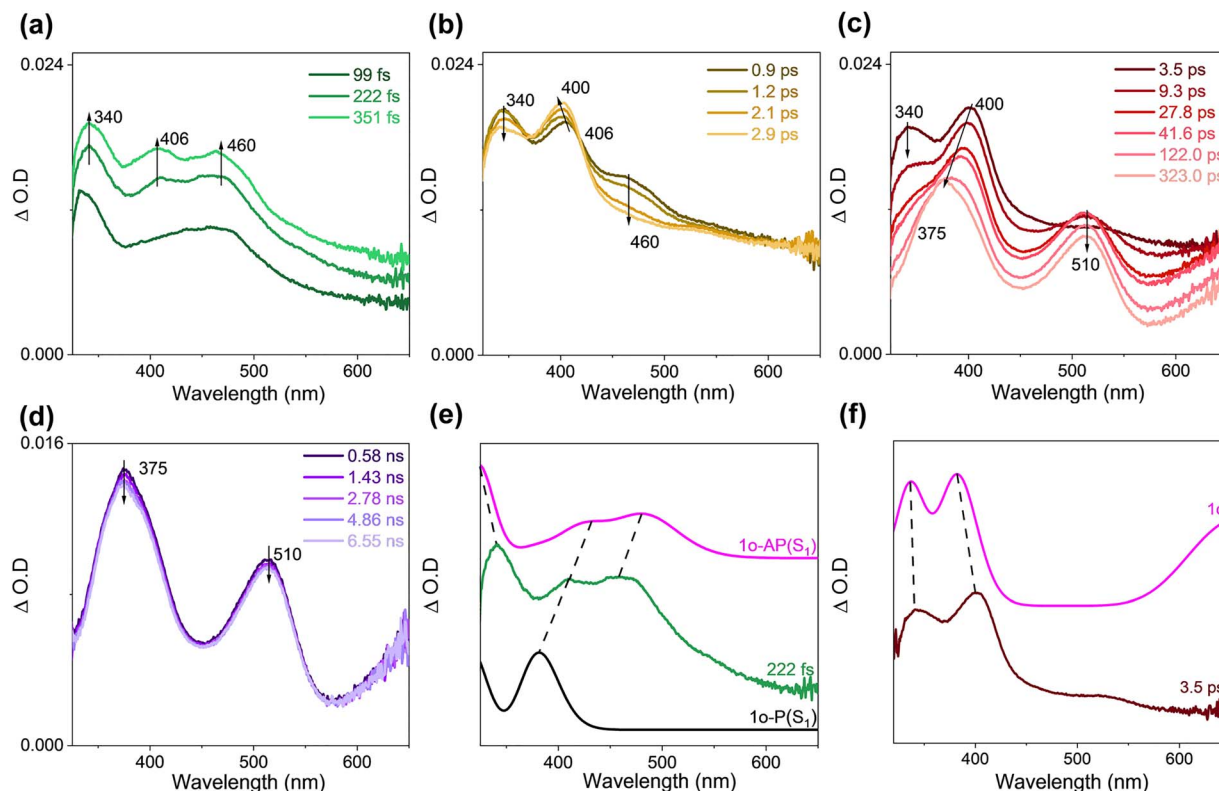 (a)
0.024
99 fs
222 fs
351 fs
340
406
460
Δ O.D
0.000
400
500
600
Wavelength (nm)
(b)
0.024
0.9 ps
1.2 ps
2.1 ps
2.9 ps
340
400
406
460
Δ O.D
0.000
400
500
600
Wavelength (nm)
(c)
0.024
3.5 ps
9.3 ps
27.8 ps
41.6 ps
122.0 ps
323.0 ps
340
400
375
510
Δ O.D
0.000
400
500
600
Wavelength (nm)
(d)
0.016
0.58 ns
1.43 ns
2.78 ns
4.86 ns
6.55 ns
375
510
Δ O.D
0.000
400
500
600
Wavelength (nm)
(e)
1o-AP(S1)
222 fs
1o-P(S1)
Δ O.D
400
500
600
Wavelength (nm)
(f)
1o
3.5 ps
Δ O.D
400
500
600
Wavelength (nm)